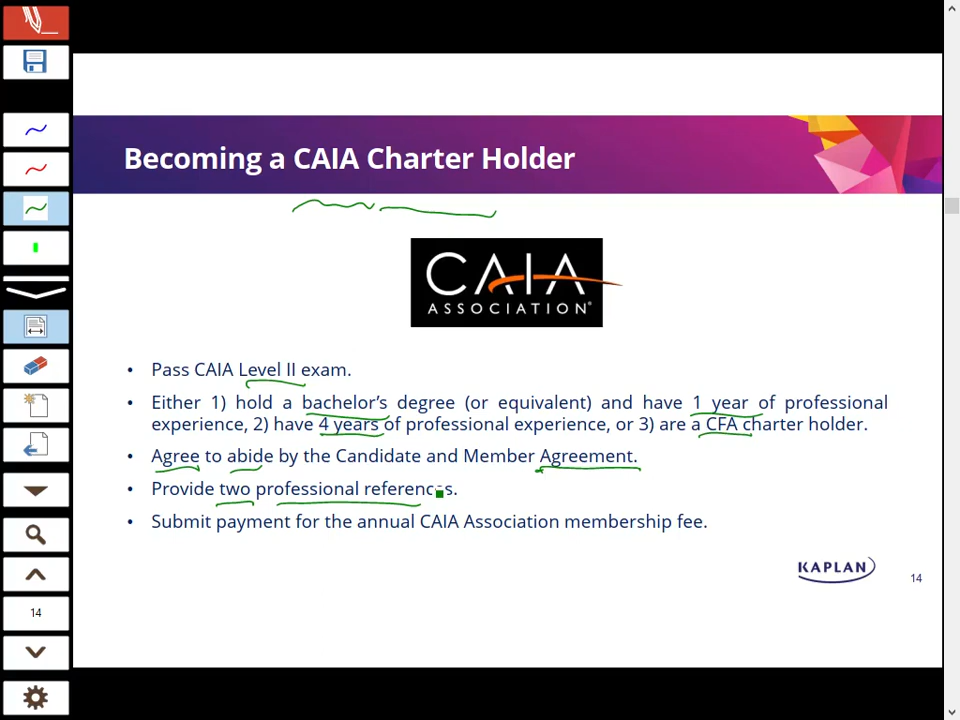 Becoming a CAIA Charter Holder
CAIA
ASSOCIATION®
• Pass CAIA Level II exam.
• Either 1) hold a bachelor's degree (or equivalent) and have 1 year of professional
experience, 2) have 4 years of professional experience, or 3) are a CFA charter holder.
• Agree to abide by the Candidate and Member Agreement.
• Provide two professional references.
• Submit payment for the annual CAIA Association membership fee.
KAPLAN
14
14